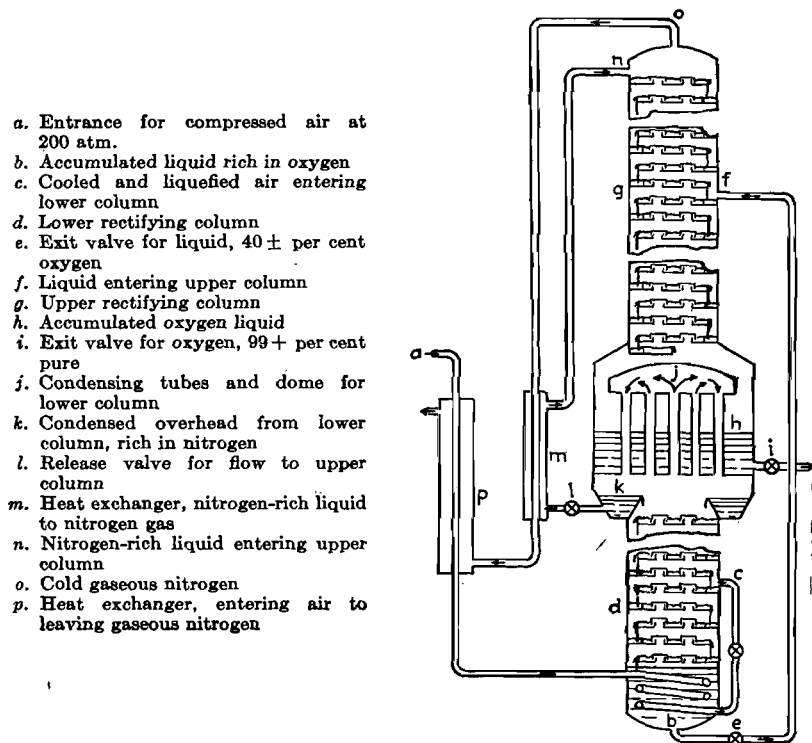 a. Entrance for compressed air at
200 atm.
b. Accumulated liquid rich in oxygen
c. Cooled and liquefied air entering
lower column
d. Lower rectifying column
e. Exit valve for liquid, 40 ± per cent
oxygen
f. Liquid entering upper column
g. Upper rectifying column
h. Accumulated oxygen liquid
i. Exit valve for oxygen, 99+ per cent
pure
j. Condensing tubes and dome for
lower column
k. Condensed overhead from lower
column, rich in nitrogen
l. Release valve for flow to upper
column
m. Heat exchanger, nitrogen-rich liquid
to nitrogen gas
n. Nitrogen-rich liquid entering upper
column
o. Cold gaseous nitrogen
p. Heat exchanger, entering air to
leaving gaseous nitrogen
o
n
f
g
a
j
h
i
m
l
k
p
c
d
b
e